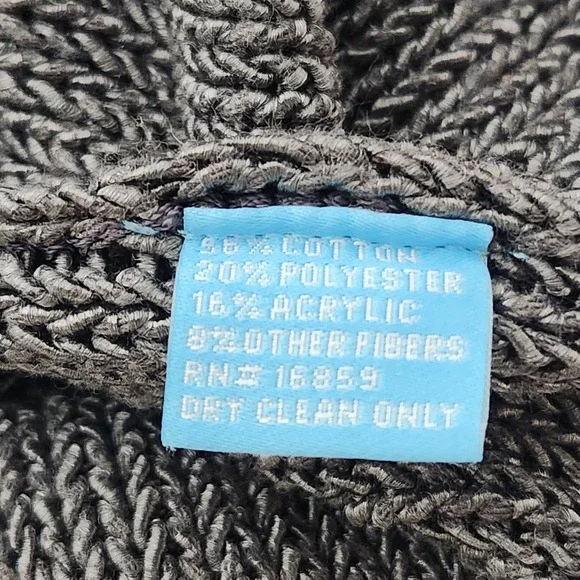 56% COTTON
20% POLYESTER
16% ACRYLIC
8% OTHER FIBERS
RN# 16859
DRY CLEAN ONLY